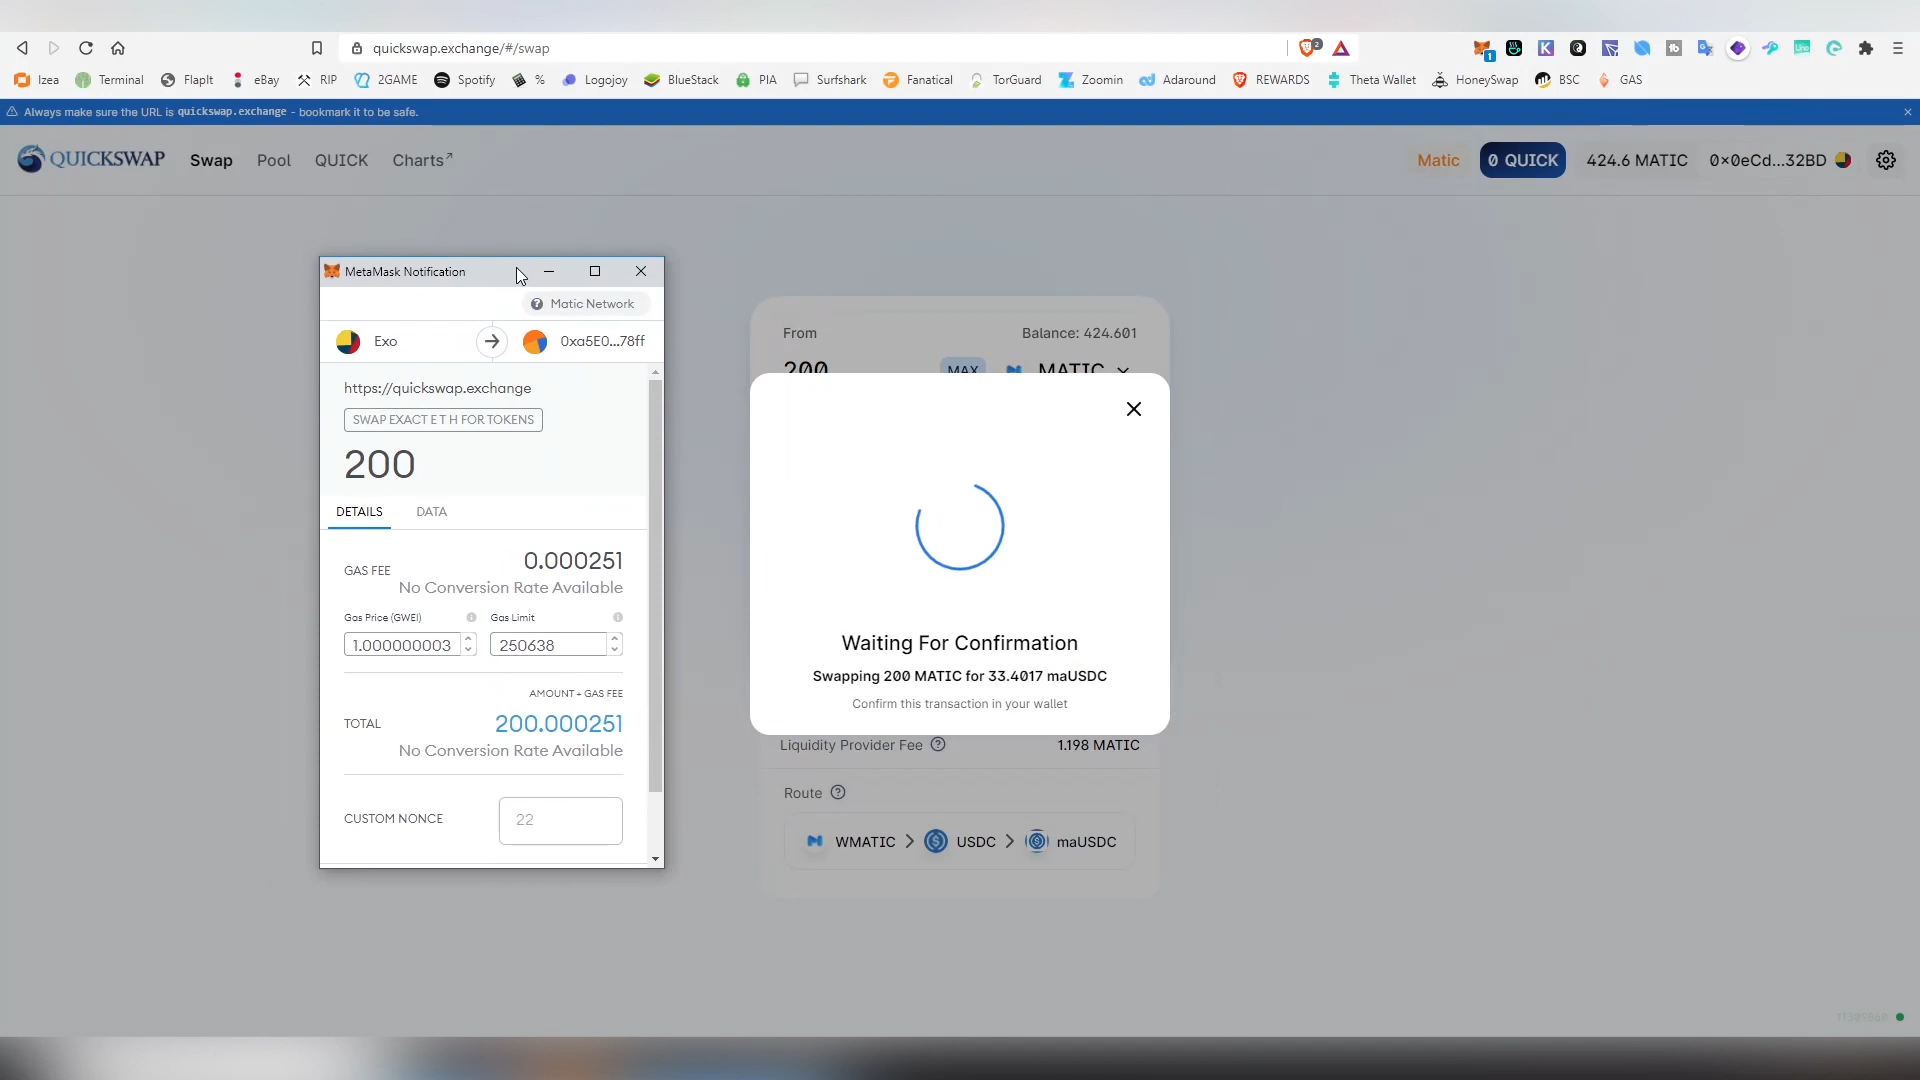 quickswap.exchange/#/swap
2
1
Izea Terminal FlapIt eBay RIP 2GAME Spotify % Logojoy BlueStack PIA Surfshark Fanatical TorGuard Zoomin Adaround REWARDS Theta Wallet HoneySwap BSC GAS
Always make sure the URL is quickswap.exchange - bookmark it to be safe.
QUICKSWAP Swap Pool QUICK Charts↗ Matic 0 QUICK 424.6 MATIC 0×0eCd...32BD
MetaMask Notification
Matic Network
Exo 0xa5E0...78ff
https://quickswap.exchange
SWAP EXACT E T H FOR TOKENS
200
DETAILS DATA
GAS FEE 0.000251
No Conversion Rate Available
Gas Price (GWEI) Gas Limit
1.000000003 250638
AMOUNT + GAS FEE
TOTAL 200.000251
No Conversion Rate Available
CUSTOM NONCE 22
From Balance: 424.601
200 MAX MATIC
Waiting For Confirmation
Swapping 200 MATIC for 33.4017 maUSDC
Confirm this transaction in your wallet
Liquidity Provider Fee 1.198 MATIC
Route
WMATIC > USDC > maUSDC